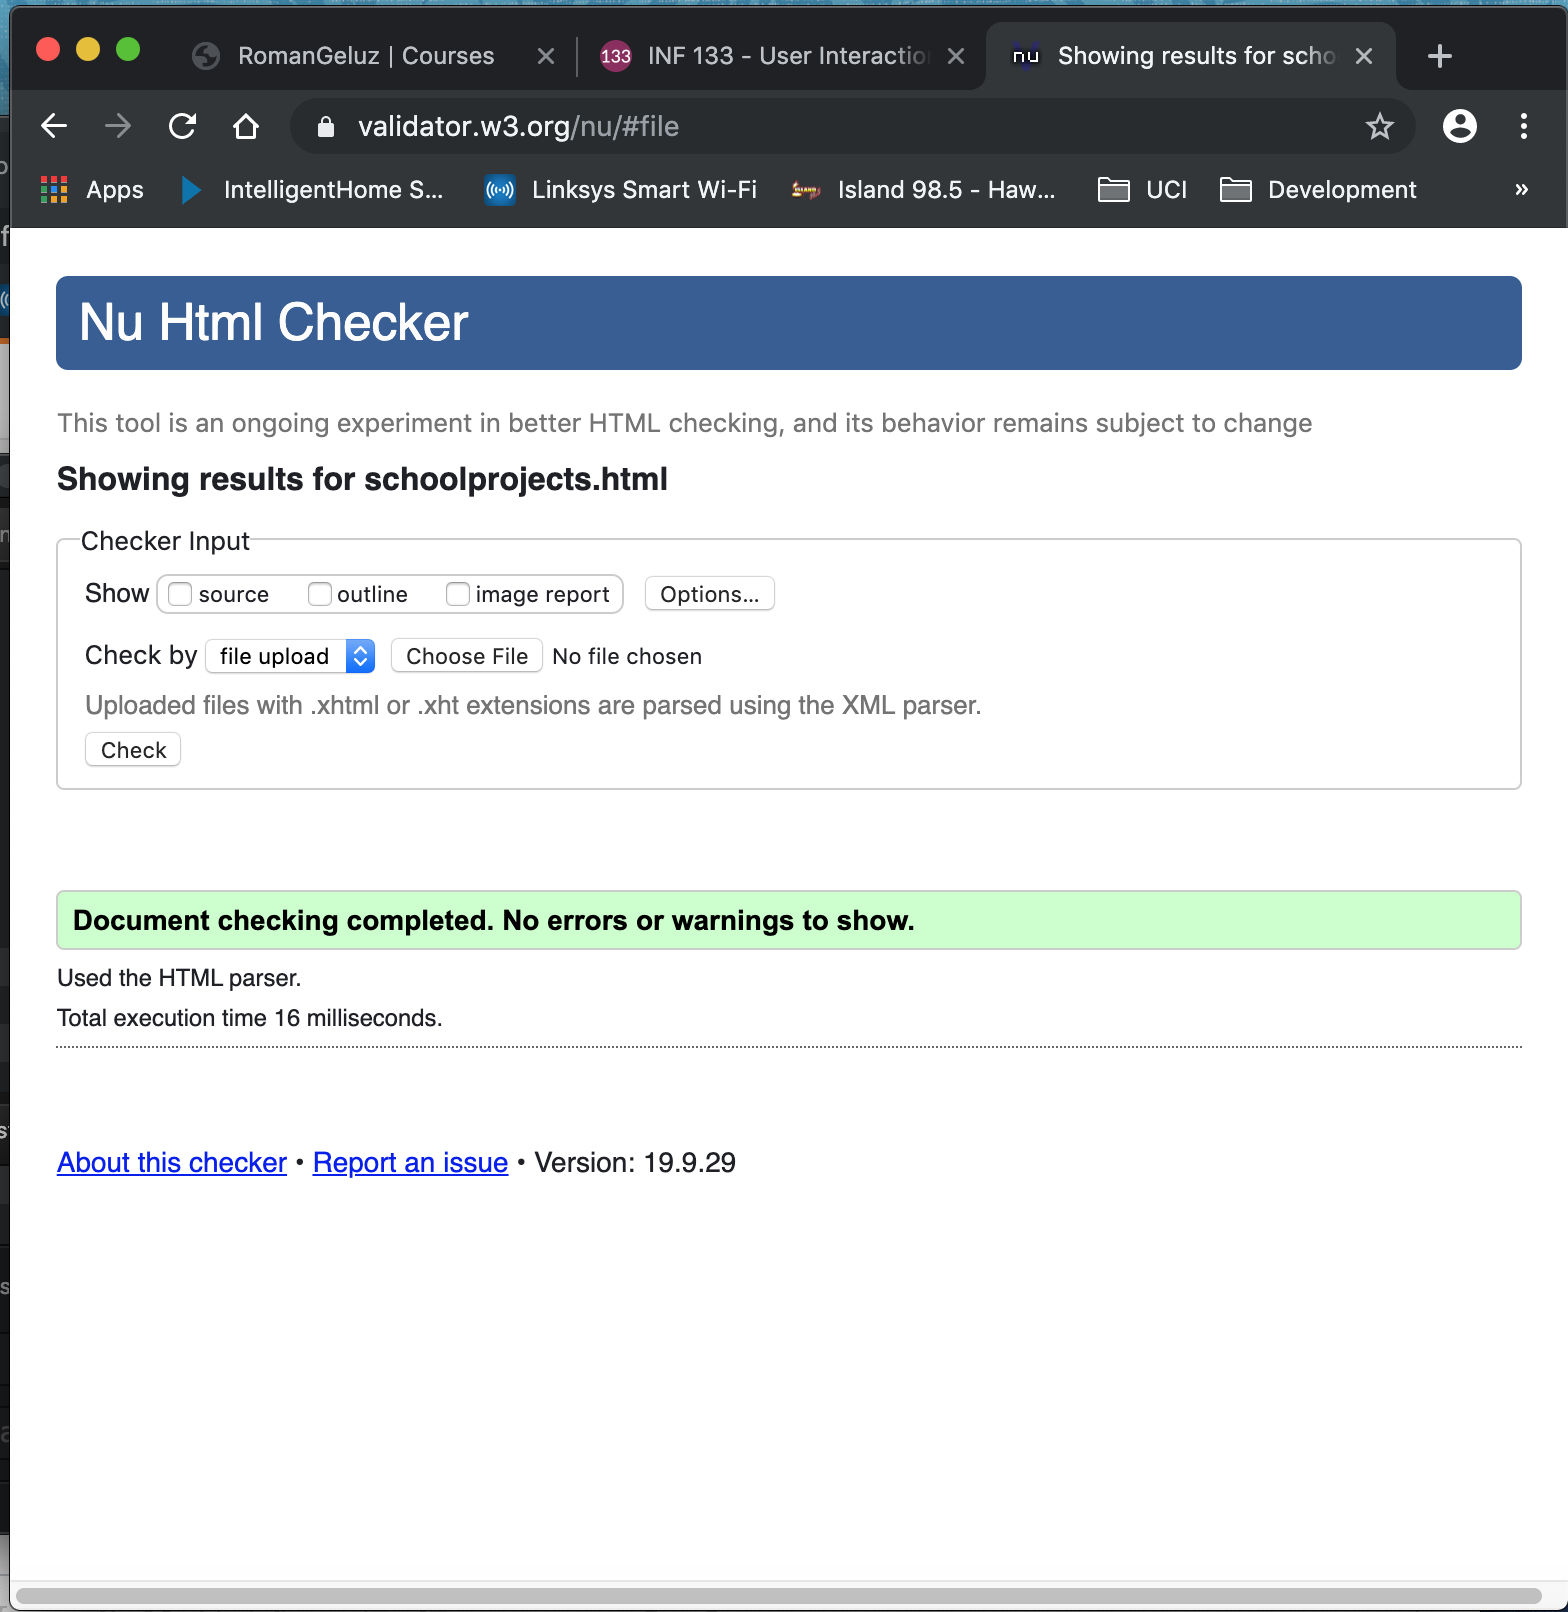 RomanGeluz | Courses
133 INF 133 - User Interaction
nu Showing results for scho
validator.w3.org/nu/#file
Apps IntelligentHome S... Linksys Smart Wi-Fi Island 98.5 - Haw... UCI Development »
Nu Html Checker
This tool is an ongoing experiment in better HTML checking, and its behavior remains subject to change
Showing results for schoolprojects.html
Checker Input
Show source outline image report Options...
Check by file upload Choose File No file chosen
Uploaded files with .xhtml or .xht extensions are parsed using the XML parser.
Check
Document checking completed. No errors or warnings to show.
Used the HTML parser.
Total execution time 16 milliseconds.
About this checker • Report an issue • Version: 19.9.29